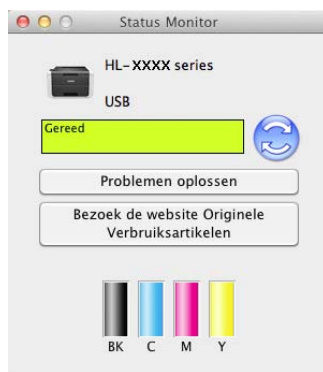 Status Monitor
HL-XXXX series
USB
Gereed
Problemen oplossen
Bezoek de website Originele
Verbruiksartikelen
BK C M Y